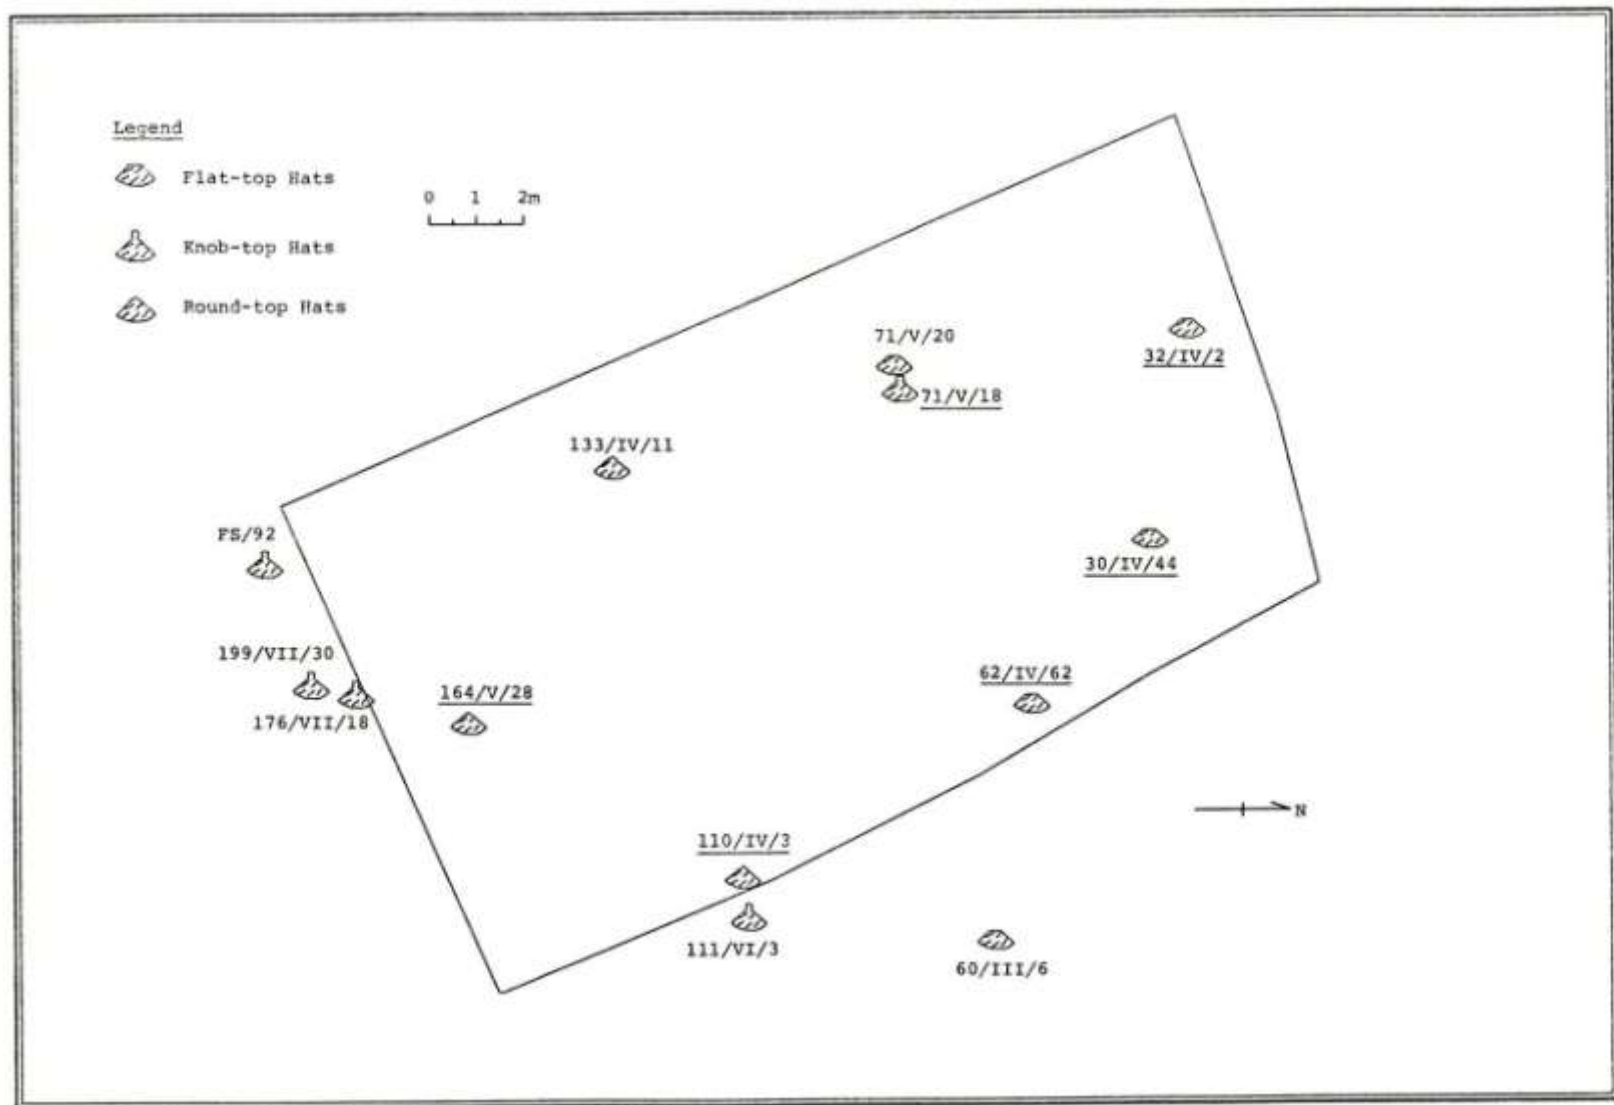 Legend
Flat-top Hats
Knob-top Hats
Round-top Hats
0 1 2m
71/V/20
32/IV/2
71/V/18
133/IV/11
FS/92
30/IV/44
199/VII/30
62/IV/62
164/V/28
176/VII/18
N
110/IV/3
111/VI/3
60/III/6